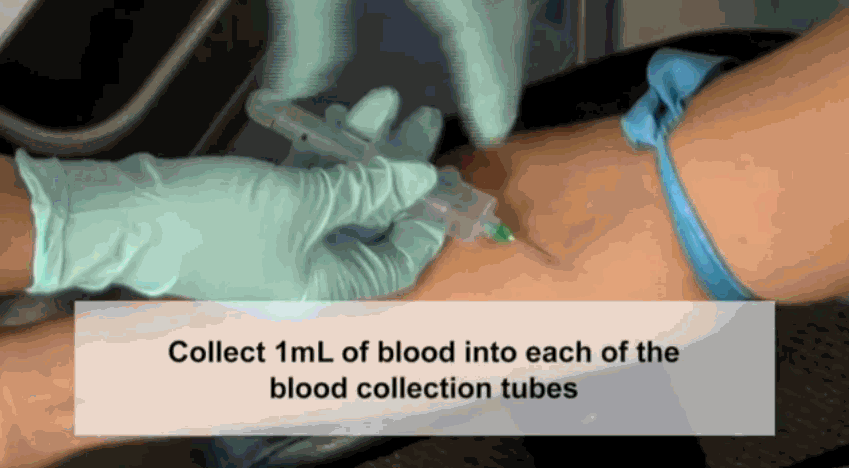 Collect 1mL of blood into each of the
blood collection tubes